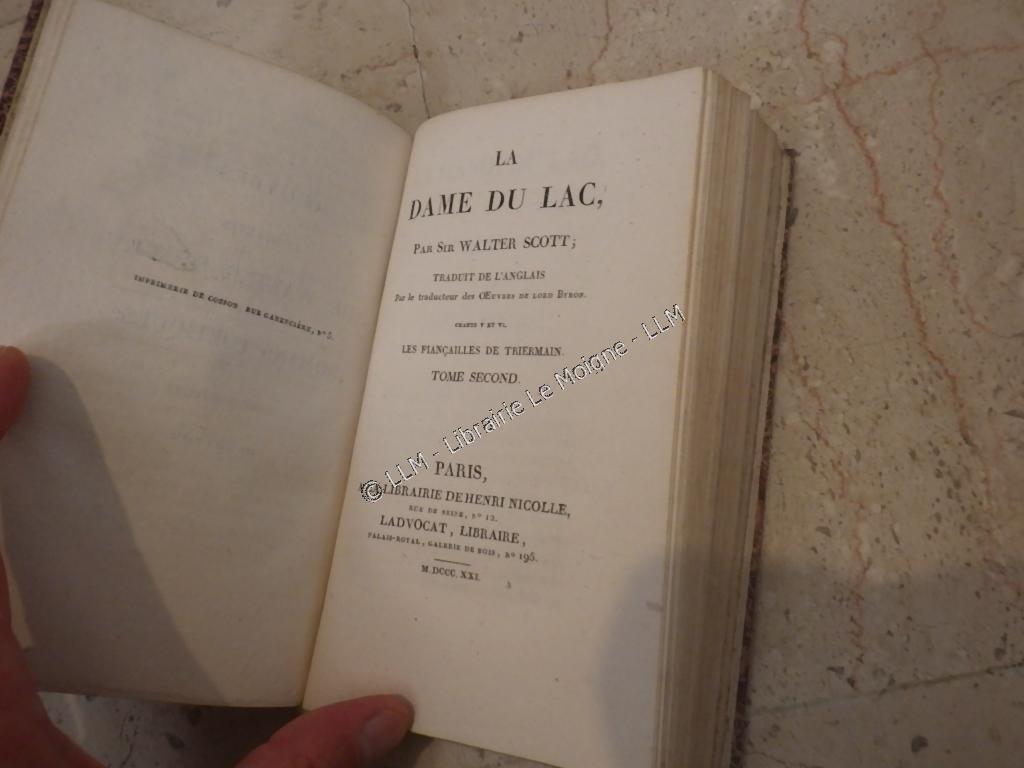 IMPRIMERIE DE COSSON, RUE GARENCIÈRE, Nº 5.
LA
DAME DU LAC,
PAR SIR WALTER SCOTT;
TRADUIT DE L'ANGLAIS
Par le traducteur des ŒUVRES DE LORD BYRON.
CHANTS V ET VI.
LES FIANÇAILLES DE TRIERMAIN.
TOME SECOND.
PARIS,
LIBRAIRIE DE HENRI NICOLLE,
RUE DE SEINE, Nº 12.
LADVOCAT, LIBRAIRE,
PALAIS-ROYAL, GALERIE DE BOIS, Nº 195.
M. DCCC. XXI.
© LLM - Librairie Le Moigne - LLM